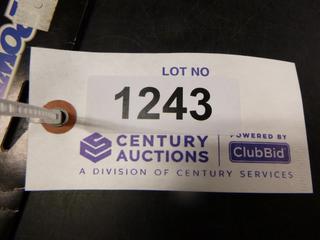 LOT NO
1243
CENTURY
AUCTIONS
POWERED BY
ClubBid
A DIVISION OF CENTURY SERVICES